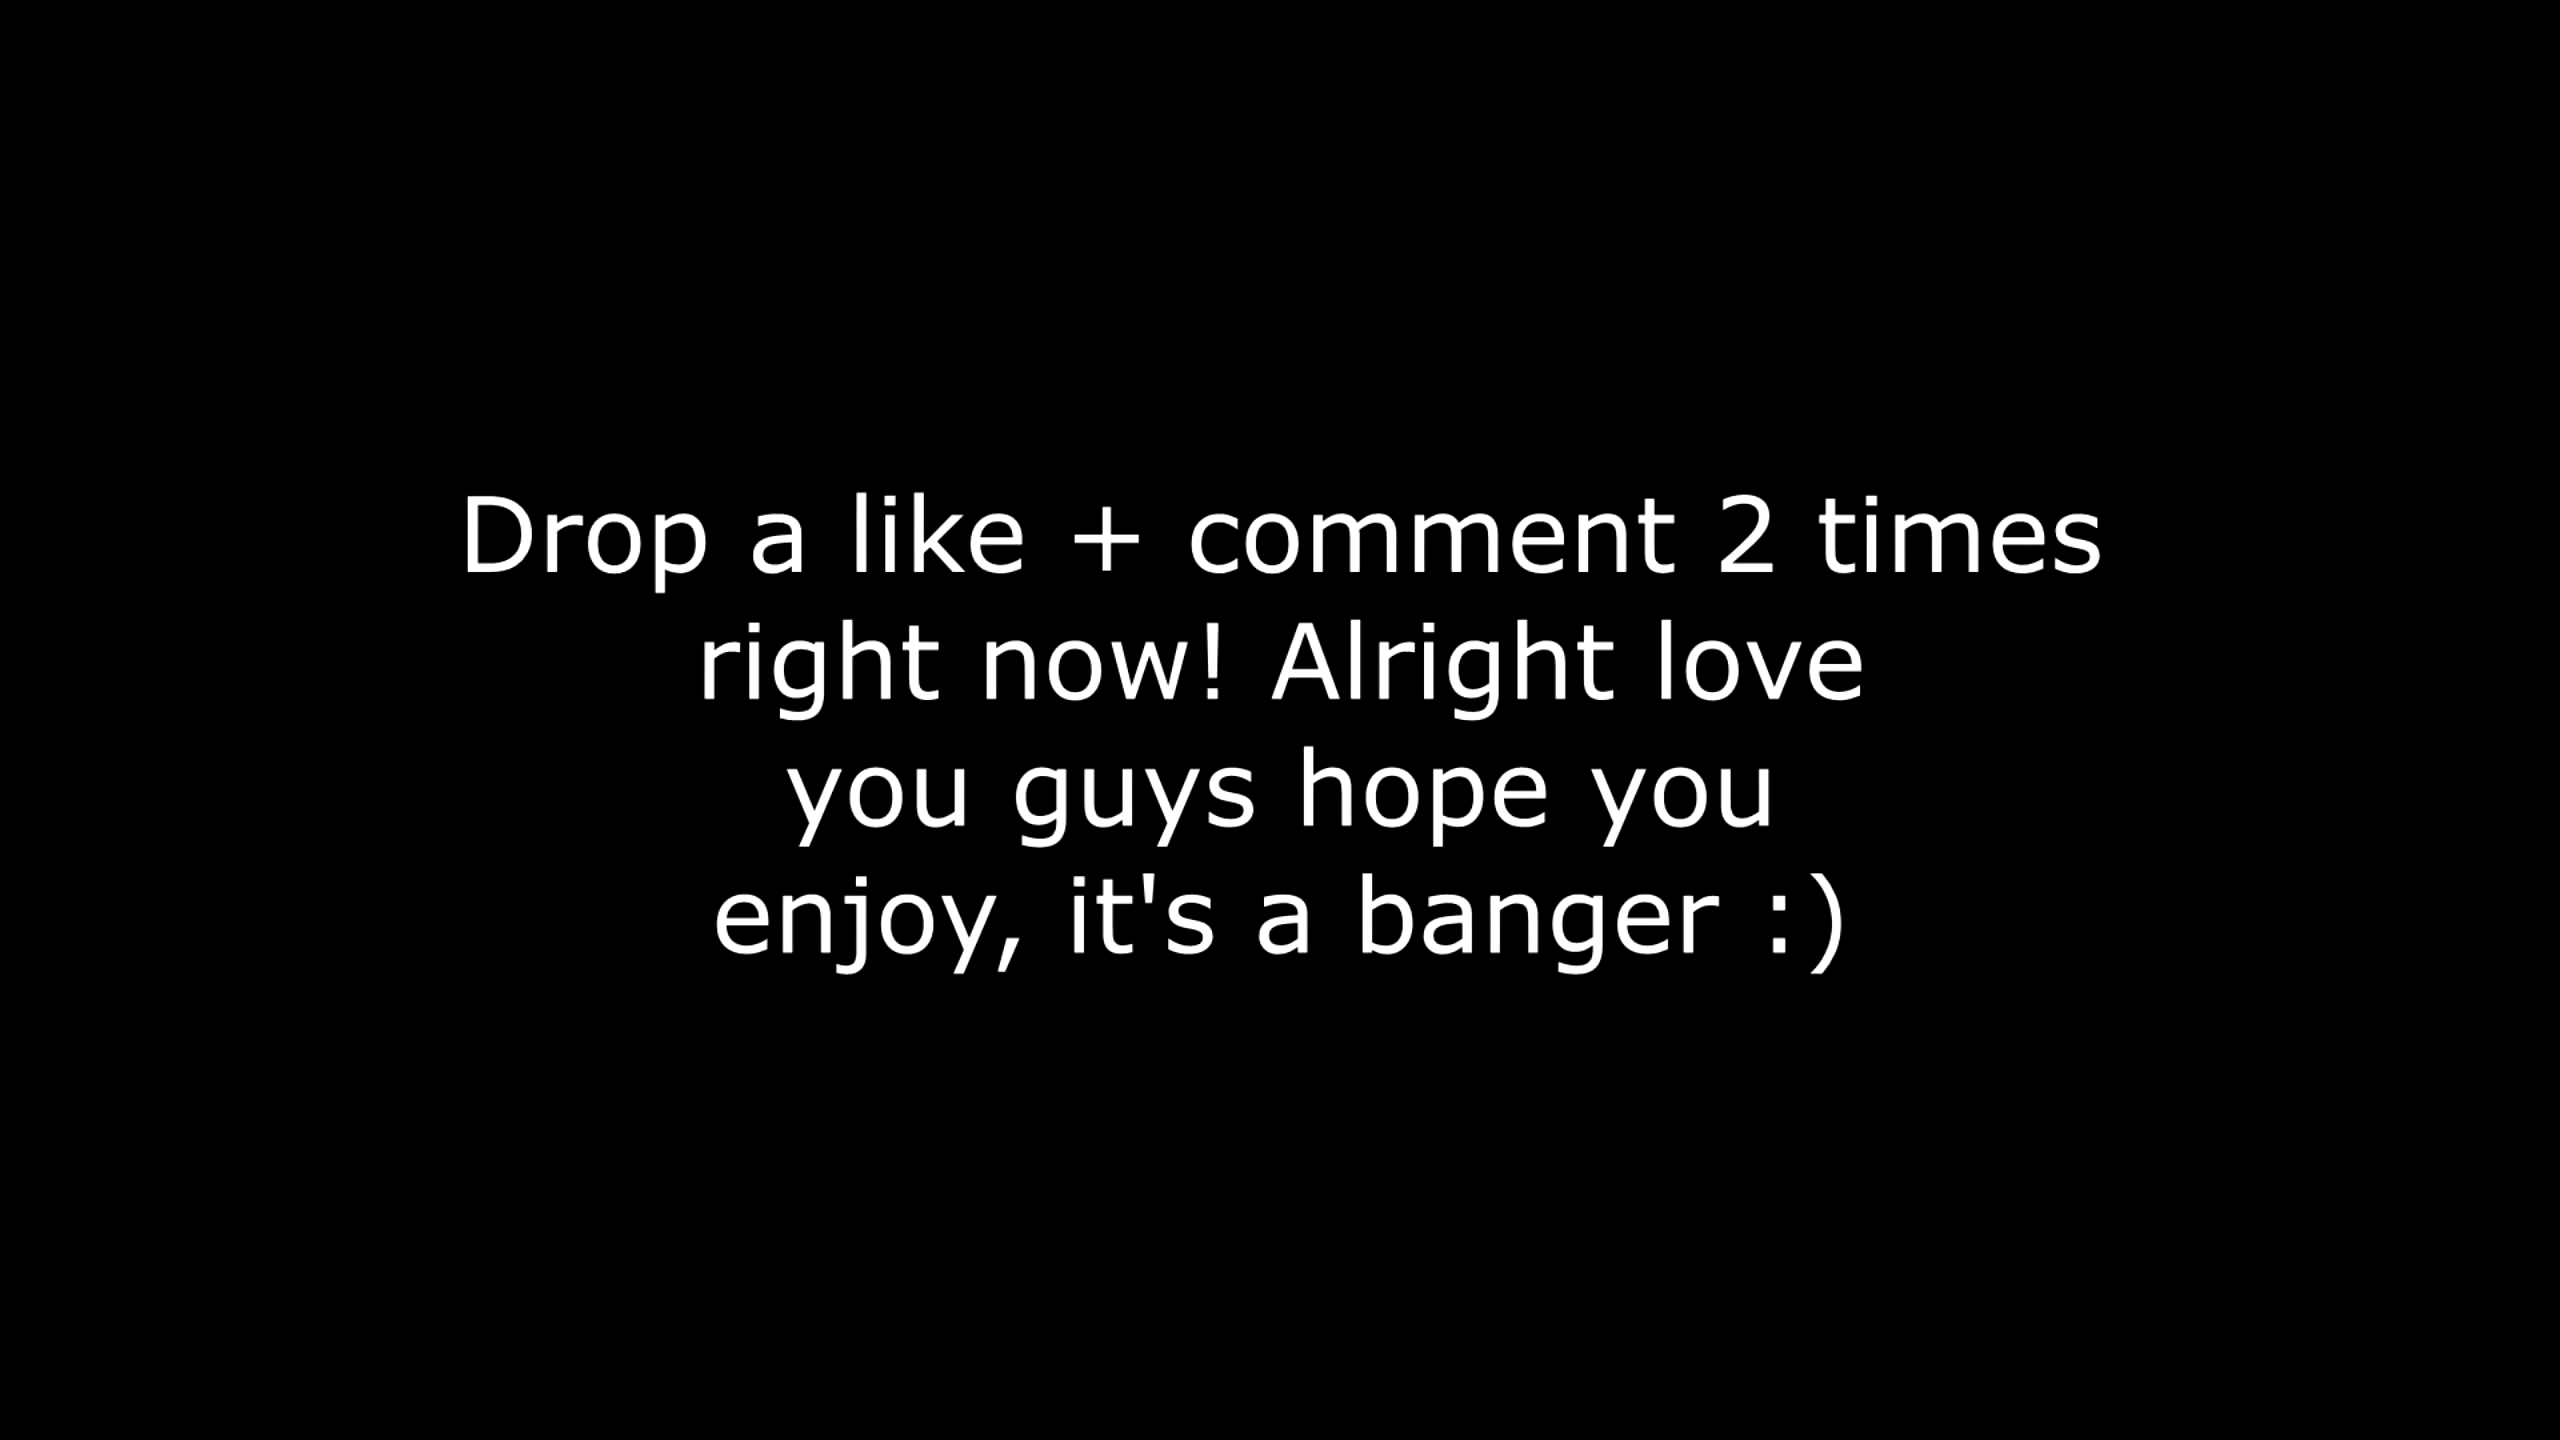 Drop a like + comment 2 times
right now! Alright love
you guys hope you
enjoy, it's a banger :)